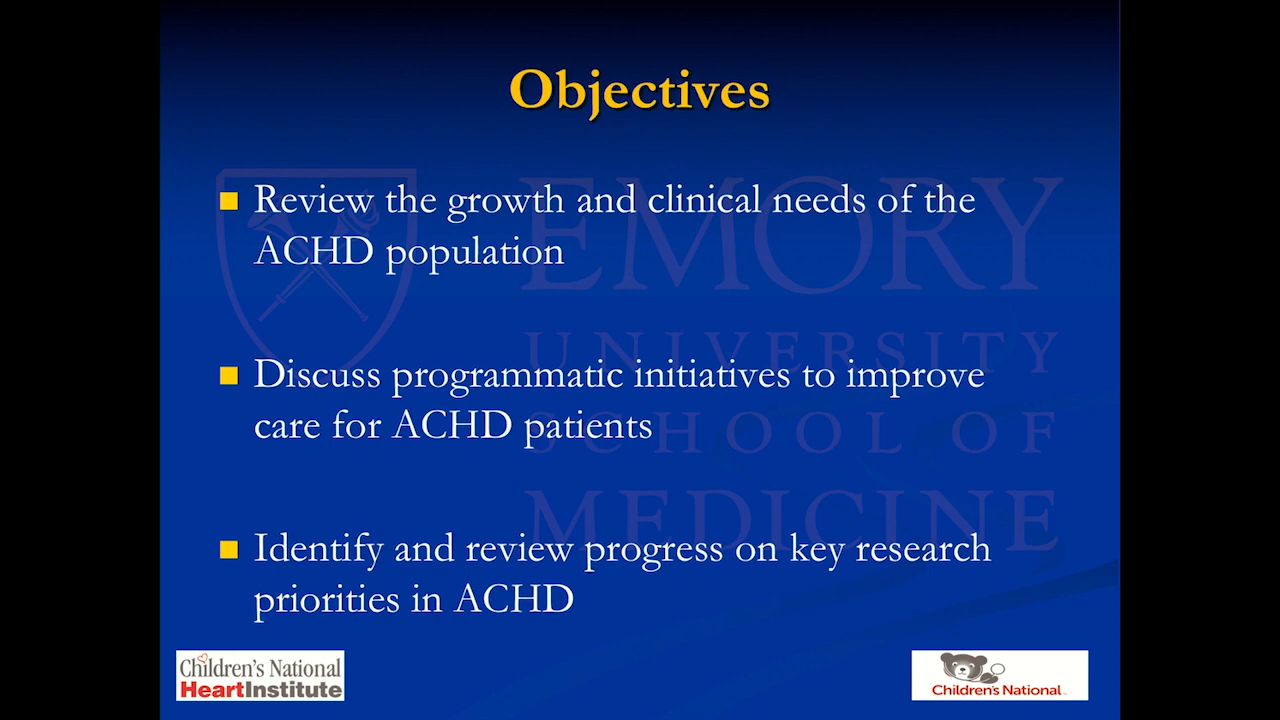 Objectives
Review the growth and clinical needs of the
ACHD population
Discuss programmatic initiatives to improve
care for ACHD patients
Identify and review progress on key research
priorities in ACHD
EMORY
UNIVERSITY
SCHOOL OF
MEDICINE
Children's National
HeartInstitute
Children's National